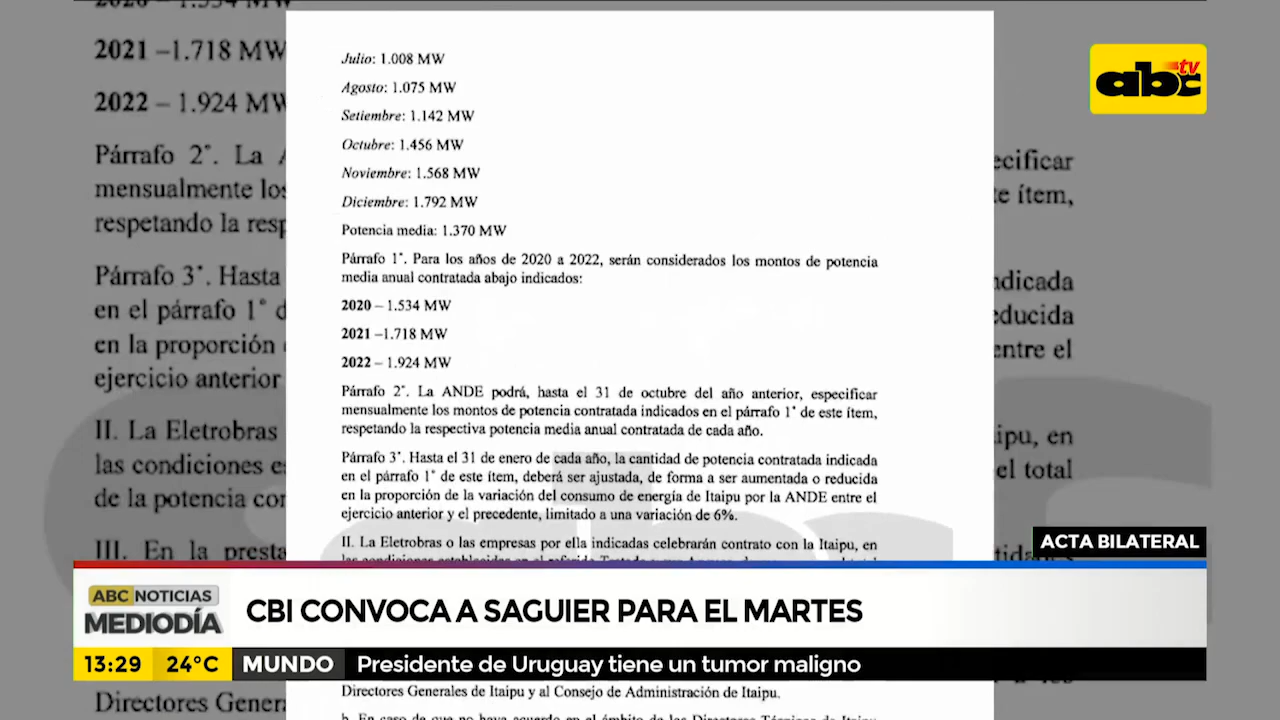 2021 –1.718 MW
2022 – 1.924 MW
Párrafo 2°. La
mensualmente los
respetando la resp
Párrafo 3°. Hasta
en el párrafo 1° d
en la proporción
ejercicio anterior
II. La Eletrobras
las condiciones es
de la potencia con
III. En la presta
Directores Genera
Julio: 1.008 MW
Agosto: 1.075 MW
Setiembre: 1.142 MW
Octubre: 1.456 MW
Noviembre: 1.568 MW
Diciembre: 1.792 MW
Potencia media: 1.370 MW
Párrafo 1°. Para los años de 2020 a 2022, serán considerados los montos de potencia
media anual contratada abajo indicados:
2020 – 1.534 MW
2021 –1.718 MW
2022 – 1.924 MW
Párrafo 2°. La ANDE podrá, hasta el 31 de octubre del año anterior, especificar
mensualmente los montos de potencia contratada indicados en el párrafo 1° de este ítem,
respetando la respectiva potencia media anual contratada de cada año.
Párrafo 3°. Hasta el 31 de enero de cada año, la cantidad de potencia contratada indicada
en el párrafo 1° de este ítem, deberá ser ajustada, de forma a ser aumentada o reducida
en la proporción de la variación del consumo de energía de Itaipu por la ANDE entre el
ejercicio anterior y el precedente, limitado a una variación de 6%.
II. La Eletrobras o las empresas por ella indicadas celebrarán contrato con la Itaipu, en
Directores Generales de Itaipu y al Consejo de Administración de Itaipu.
ecificar
te ítem,
ndicada
educida
entre el
ipu, en
el total
abc tv
ACTA BILATERAL
ABC NOTICIAS
MEDIODÍA
CBI CONVOCA A SAGUIER PARA EL MARTES
13:29 24°C MUNDO Presidente de Uruguay tiene un tumor maligno